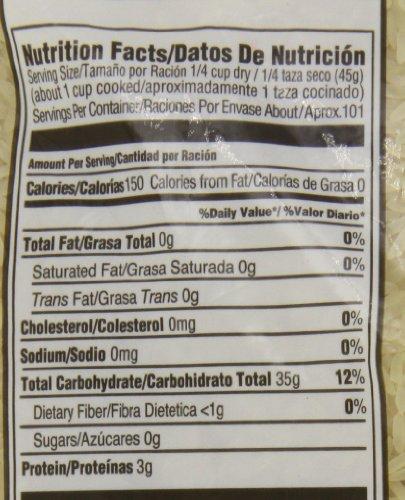 Nutrition Facts/Datos De Nutrición
Serving Size/Tamaño por Ración 1/4 cup dry / 1/4 taza seco (45g)
(about 1 cup cooked/aproximadamente 1 taza cocinado)
Servings Per Container/Raciones Por Envase About/Aprox.101
Amount Per Serving/Cantidad por Ración
Calories/Calorías150 Calories from Fat/Calorías de Grasa 0
%Daily Value*/ %Valor Diario*
Total Fat/Grasa Total 0g 0%
Saturated Fat/Grasa Saturada 0g 0%
Trans Fat/Grasa Trans 0g
Cholesterol/Colesterol 0mg 0%
Sodium/Sodio 0mg 0%
Total Carbohydrate/Carbohidrato Total 35g 12%
Dietary Fiber/Fibra Dietetica <1g 0%
Sugars/Azúcares 0g
Protein/Proteínas 3g